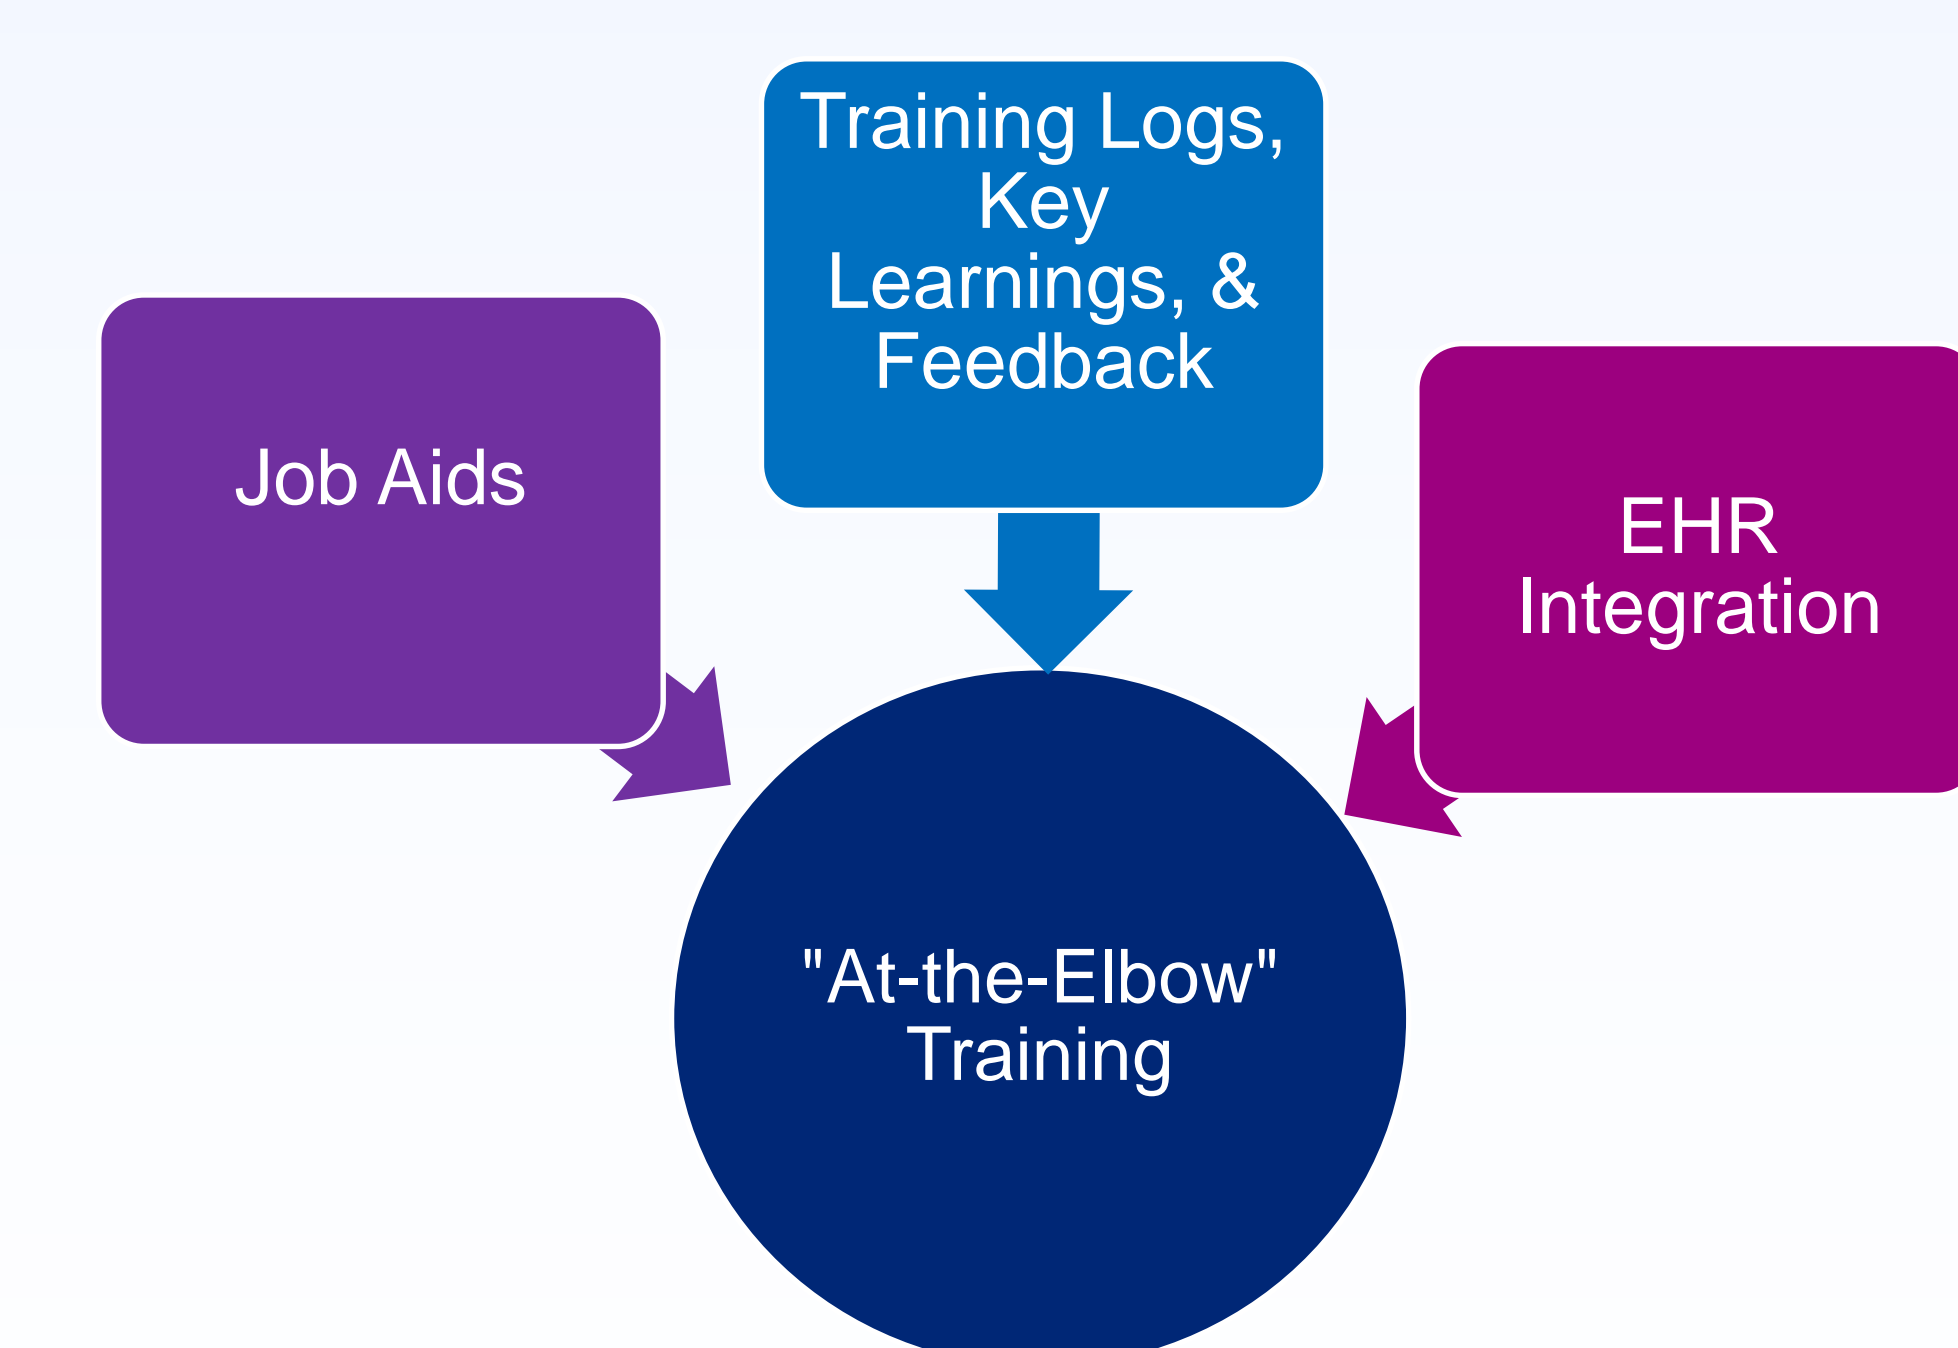 Training Logs,
Key
Learnings, &
Feedback
Job Aids
EHR
Integration
"At-the-Elbow"
Training